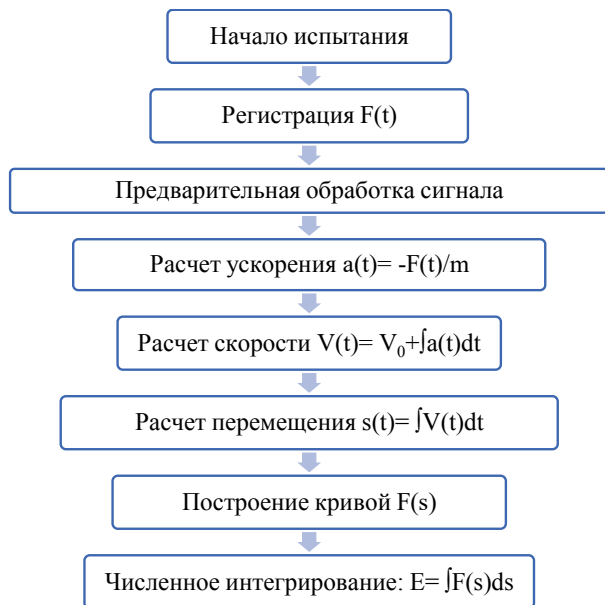 Начало испытания
Регистрация F(t)
Предварительная обработка сигнала
Расчет ускорения a(t)= -F(t)/m
Расчет скорости V(t)= V₀+∫a(t)dt
Расчет перемещения s(t)= ∫V(t)dt
Построение кривой F(s)
Численное интегрирование: E= ∫F(s)ds